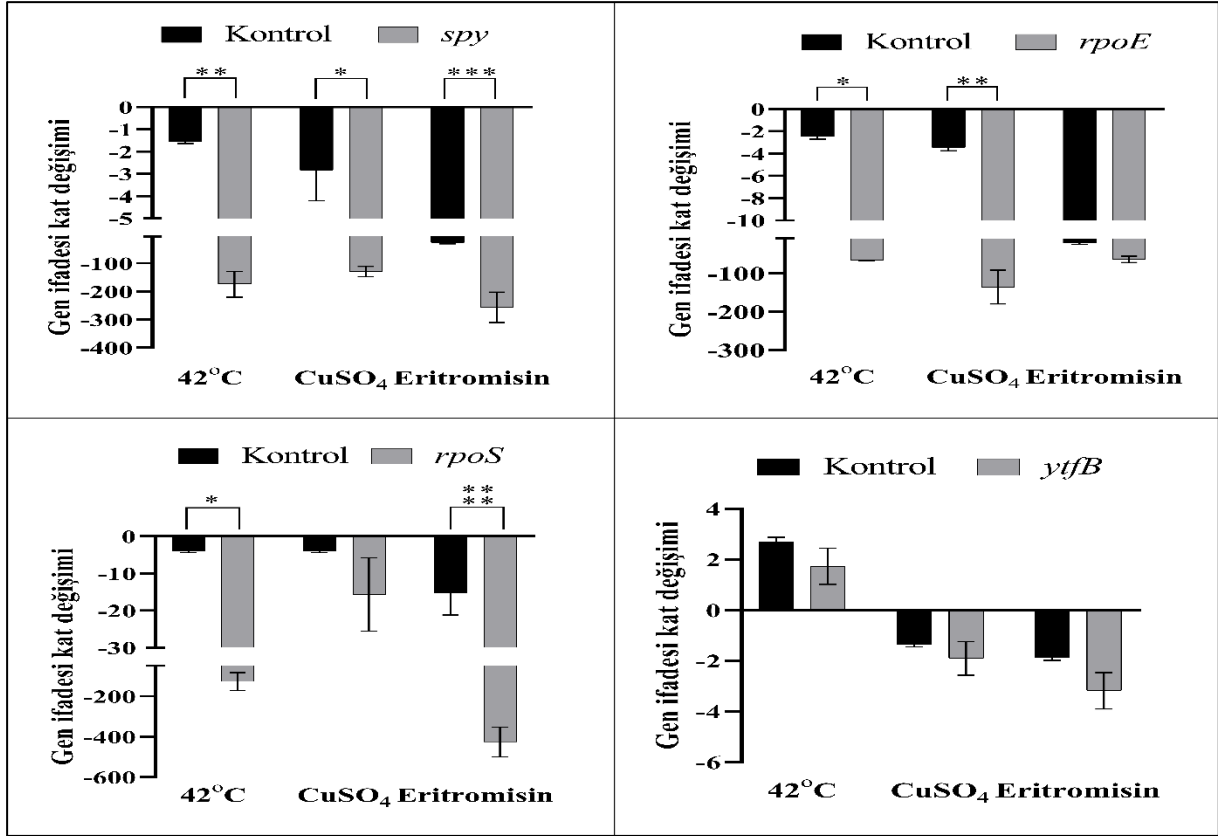 Kontrol spy
** * ***
Gen ifadesi kat değişimi
0
-1
-2
-3
-4
-5
-100
-200
-300
-400
42°C CuSO₄ Eritromisin
Kontrol rpoE
* **
Gen ifadesi kat değişimi
0
-2
-4
-6
-8
-10
-100
-200
-300
42°C CuSO₄ Eritromisin
Kontrol rpoS
* **
**
Gen ifadesi kat değişimi
0
-10
-20
-30
-200
-400
-600
42°C CuSO₄ Eritromisin
Kontrol ytfB
Gen ifadesi kat değişimi
4
2
0
-2
-4
-6
42°C CuSO₄ Eritromisin